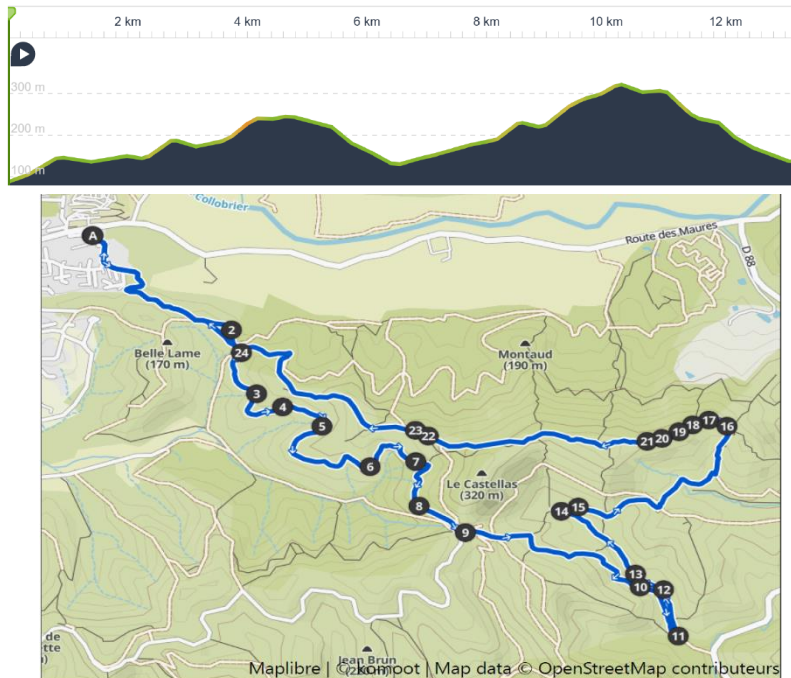 2 km 4 km 6 km 8 km 10 km 12 km
300 m
200 m
100 m
Collobrier
A
Route des Maures
D 88
2
Belle Lame
(170 m)
24
Montaud
(190 m)
3
4
5
23
22
21
20
19
18
17
16
6
7
Le Castellas
(320 m)
8
14
15
9
13
10
12
11
de
ette
)
Jean Brun
Maplibre | © komoot | Map data © OpenStreetMap contributeurs